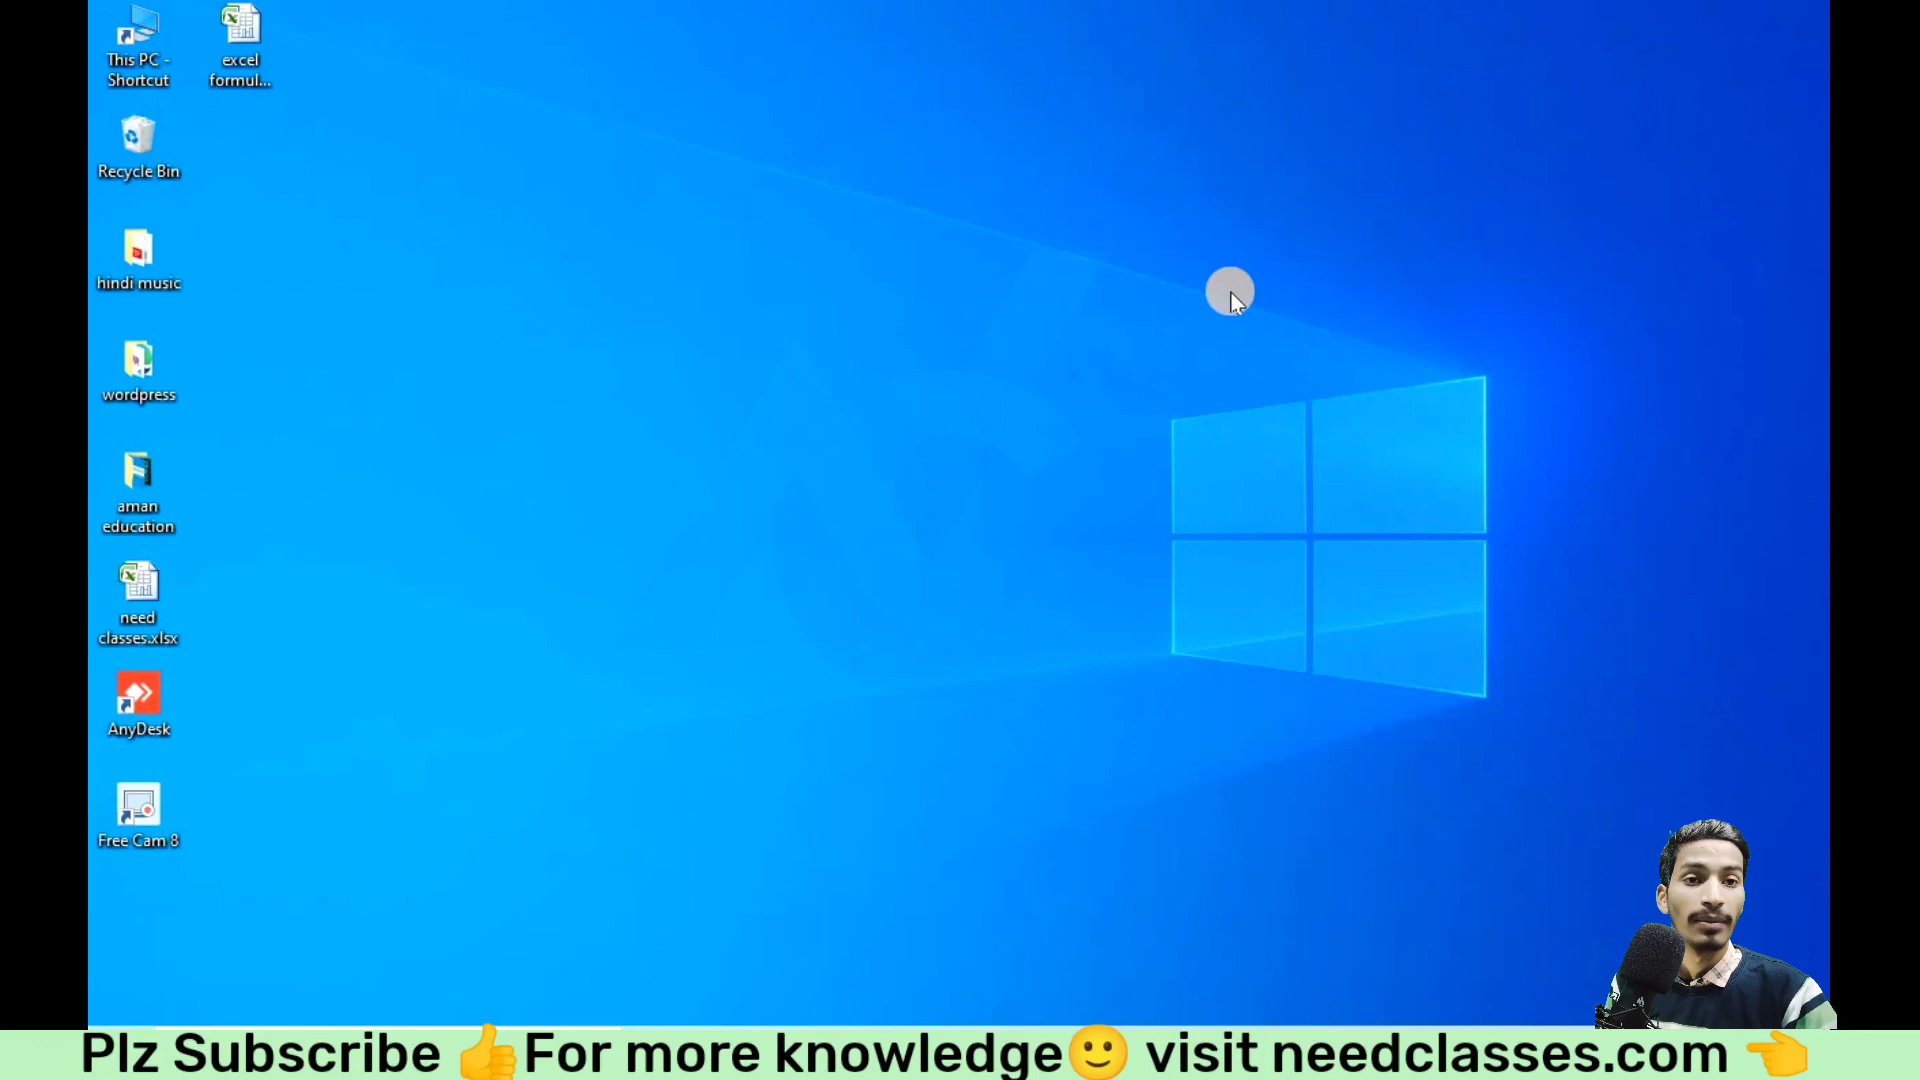 This PC -
Shortcut
excel
formul...
Recycle Bin
hindi music
wordpress
aman
education
need
classes.xlsx
AnyDesk
Free Cam 8
Plz Subscribe 👍For more knowledge🙂 visit needclasses.com 👈